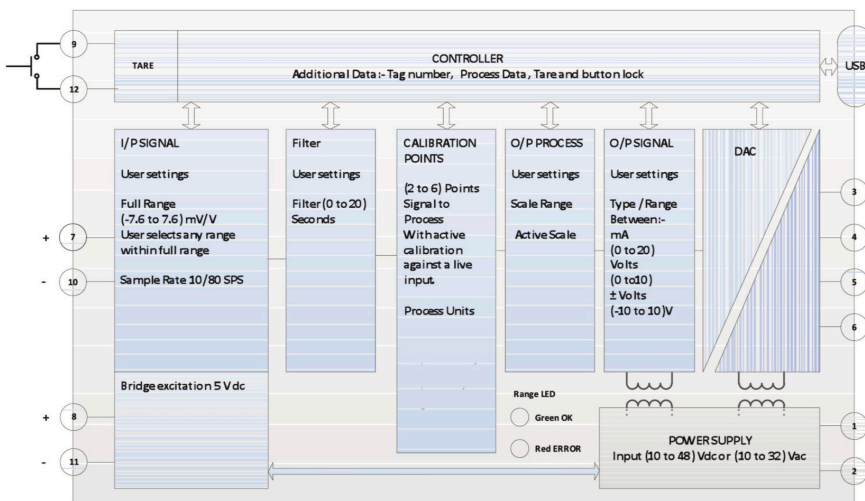 9
12
TARE
CONTROLLER
Additional Data:- Tag number, Process Data, Tare and button lock
USB
I/P SIGNAL
User settings
Full Range
(-7.6 to 7.6) mV/V
User selects any range
within full range
Sample Rate 10/80 SPS
Filter
User settings
Filter (0 to 20)
Seconds
CALIBRATION
POINTS
(2 to 6) Points
Signal to
Process
With active
calibration
against a live
input.
Process Units
O/P PROCESS
User settings
Scale Range
Active Scale
O/P SIGNAL
User settings
Type / Range
Between:-
mA
(0 to 20)
Volts
(0 to10)
± Volts
(-10 to 10)V
DAC
3
4
5
6
+ 7
- 10
Bridge excitation 5 V dc
+ 8
- 11
Range LED
Green OK
Red ERROR
POWER SUPPLY
Input (10 to 48) Vdc or (10 to 32) Vac
1
2